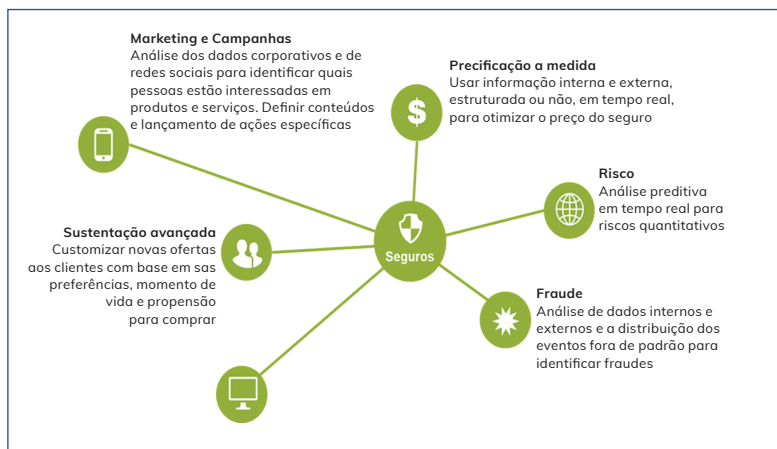 Marketing e Campanhas
Análise dos dados corporativos e de
redes sociais para identificar quais
pessoas estão interessadas em
produtos e serviços. Definir conteúdos
e lançamento de ações específicas
Precificação a medida
Usar informação interna e externa,
estruturada ou não, em tempo real,
para otimizar o preço do seguro
$
Risco
Análise preditiva
em tempo real para
riscos quantitativos
Sustentação avançada
Customizar novas ofertas
aos clientes com base em sas
preferências, momento de
vida e propensão
para comprar
Seguros
Fraude
Análise de dados internos e
externos e a distribuição dos
eventos fora de padrão para
identificar fraudes